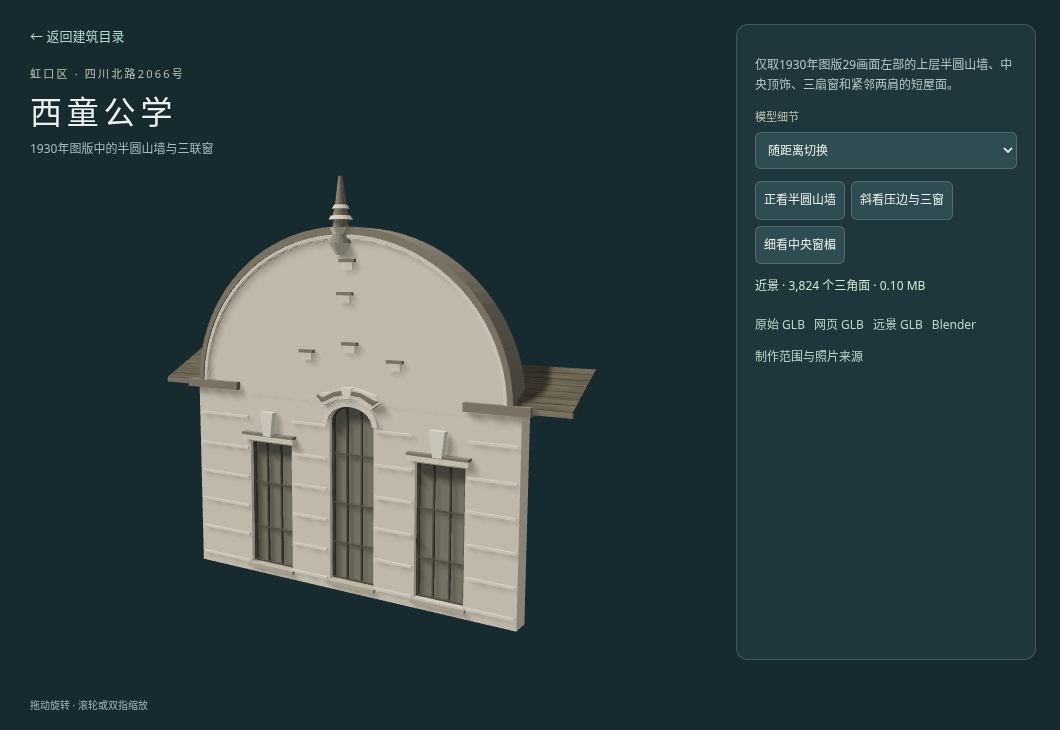 ← 返回建筑目录
虹口区 · 四川北路2066号
西童公学
1930年图版中的半圆山墙与三联窗
仅取1930年图版29画面左部的上层半圆山墙、中
央顶饰、三扇窗和紧邻两肩的短屋面。
模型细节
随距离切换
正看半圆山墙 斜看压边与三窗
细看中央窗楣
近景 · 3,824 个三角面 · 0.10 MB
原始 GLB 网页 GLB 远景 GLB Blender
制作范围与照片来源
拖动旋转 · 滚轮或双指缩放